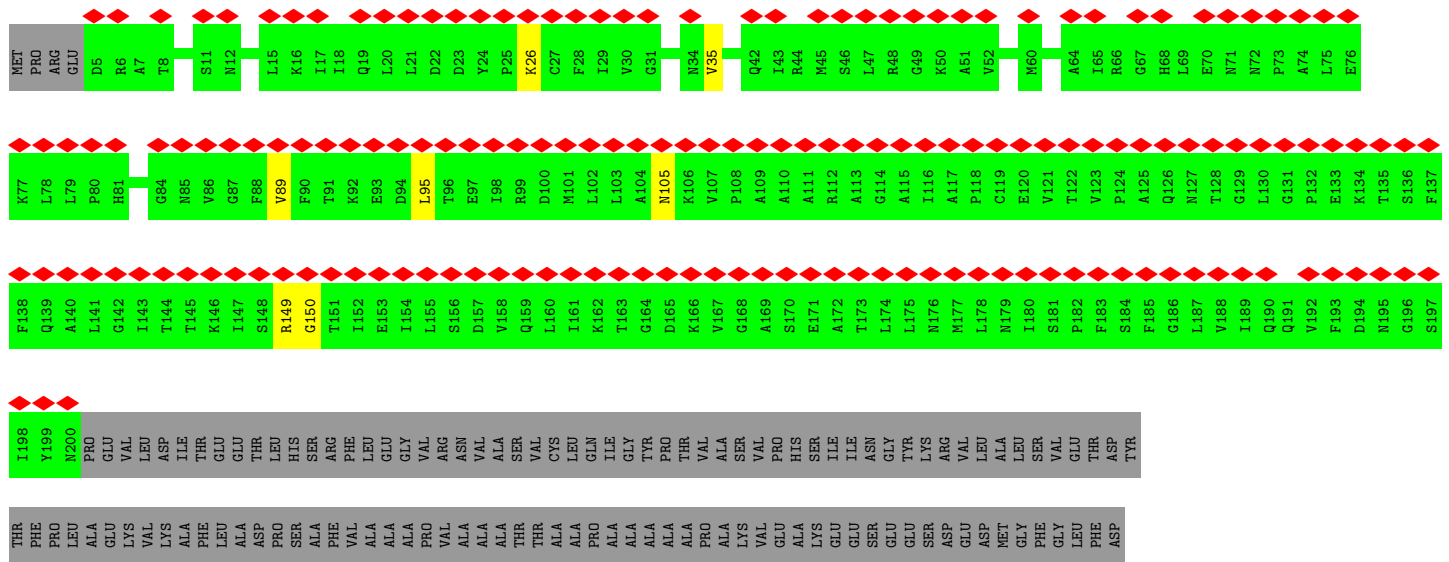 MET PRO ARG GLU D5 R6 A7 T8 S11 N12 L15 K16 I17 I18 Q19 L20 L21 D22 D23 Y24 P25 K26 C27 F28 I29 V30 G31 N34 V35 Q42 I43 R44 M45 S46 L47 R48 G49 K50 A51 V52 M60 A64 I65 R66 G67 H68 L69 E70 N71 N72 P73 A74 L75 E76
K77 L78 L79 P80 H81 G84 N85 V86 G87 F88 V89 F90 T91 K92 E93 D94 L95 T96 E97 I98 R99 D100 M101 L102 L103 A104 N105 K106 V107 P108 A109 A110 A111 R112 A113 G114 A115 I116 A117 P118 C119 E120 V121 T122 V123 P124 A125 Q126 N127 T128 G129 L130 G131 P132 E133 K134 T135 S136 F137
F138 Q139 A140 L141 G142 I143 T144 T145 K146 I147 S148 R149 G150 T151 I152 E153 I154 L155 S156 D157 V158 Q159 L160 I161 K162 T163 G164 D165 K166 V167 G168 A169 S170 E171 A172 T173 L174 L175 N176 M177 L178 N179 I180 S181 P182 F183 S184 F185 G186 L187 V188 I189 Q190 Q191 V192 F193 D194 N195 G196 S197
I198 Y199 N200 PRO GLU VAL LEU ASP ILE THR GLU GLU THR LEU HIS SER ARG PHE LEU GLU GLY VAL ARG ASN VAL ALA SER VAL CYS LEU GLN ILE GLY TYR PRO THR VAL ALA SER VAL PRO HIS SER ILE ILE ASN GLY TYR LYS ARG VAL LEU ALA LEU SER VAL GLU THR ASP TYR
THR PHE PRO LEU ALA GLU LYS VAL LYS ALA PHE LEU ALA ASP PRO SER ALA PHE VAL ALA ALA ALA PRO VAL ALA ALA ALA THR THR ALA ALA PRO ALA ALA ALA ALA ALA PRO ALA LYS VAL GLU ALA LYS GLU GLU SER GLU GLU SER ASP GLU ASP MET GLY PHE GLY LEU PHE ASP